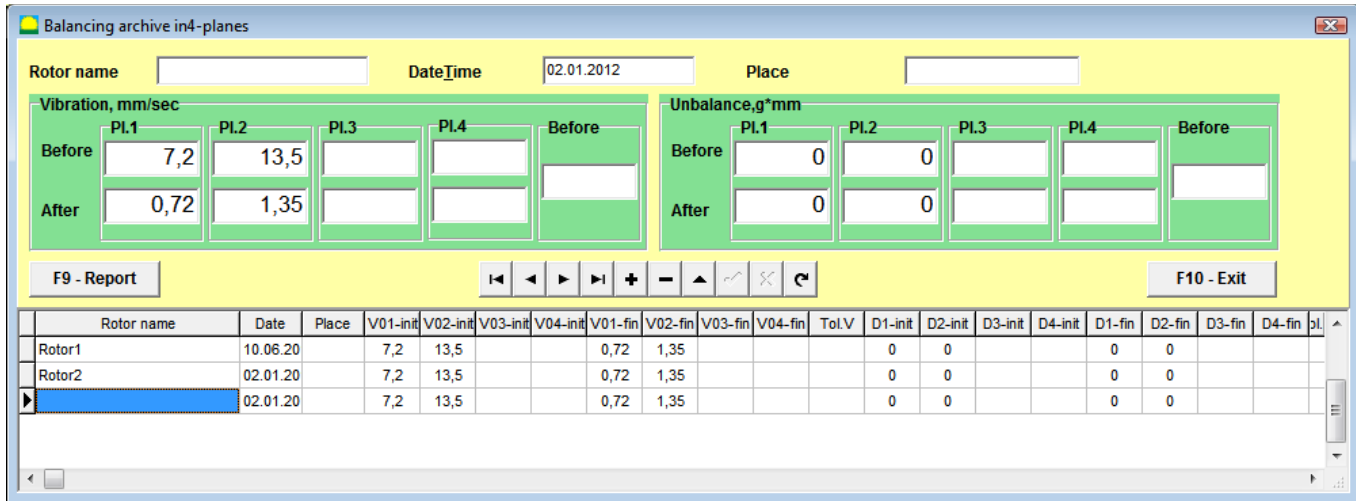 Balancing archive in4-planes
Rotor name DateTime 02.01.2012 Place
Vibration, mm/sec Unbalance,g*mm
Pl.1 Pl.2 Pl.3 Pl.4 Before Pl.1 Pl.2 Pl.3 Pl.4 Before
Before 7,2 13,5 Before 0 0
After 0,72 1,35 After 0 0
F9 - Report F10 - Exit
Rotor name Date Place V01-init V02-init V03-init V04-init V01-fin V02-fin V03-fin V04-fin Tol.V D1-init D2-init D3-init D4-init D1-fin D2-fin D3-fin D4-fin
Rotor1 10.06.20 7,2 13,5 0,72 1,35 0 0 0 0
Rotor2 02.01.20 7,2 13,5 0,72 1,35 0 0 0 0
02.01.20 7,2 13,5 0,72 1,35 0 0 0 0